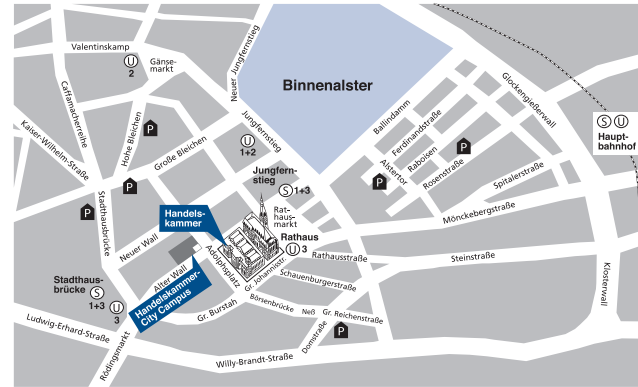 Valentinskamp
U
2
Gänse-
markt
Neuer Jungfernstieg
Binnenalster
Glockengießerwall
Caffamacherreihe
Kaiser-Wilhelm-Straße
Hohe Bleichen
P
Große Bleichen
Jungfernstieg
U
1+2
Ballindamm
Ferdinandstraße
Alstertor
Raboisen
Rosenstraße
P
P
S U
Haupt-
bahnhof
Jungfern-
stieg
S 1+3
Spitalerstraße
Mönckebergstraße
P
P
Stadthausbrücke
Handels-
kammer
Rat-
haus-
markt
Rathaus
U 3
Neuer Wall
Alter Wall
Adolphsplatz
Rathausstraße
Steinstraße
Gr. Johannisstr.
Schauenburgerstraße
Klosterwall
Stadthaus-
brücke
S
1+3
U
3
Handelskammer-
City Campus
Gr. Burstah
Börsenbrücke
Neß
Gr. Reichenstraße
P
Domstraße
Ludwig-Erhard-Straße
Rödingsmarkt
Willy-Brandt-Straße